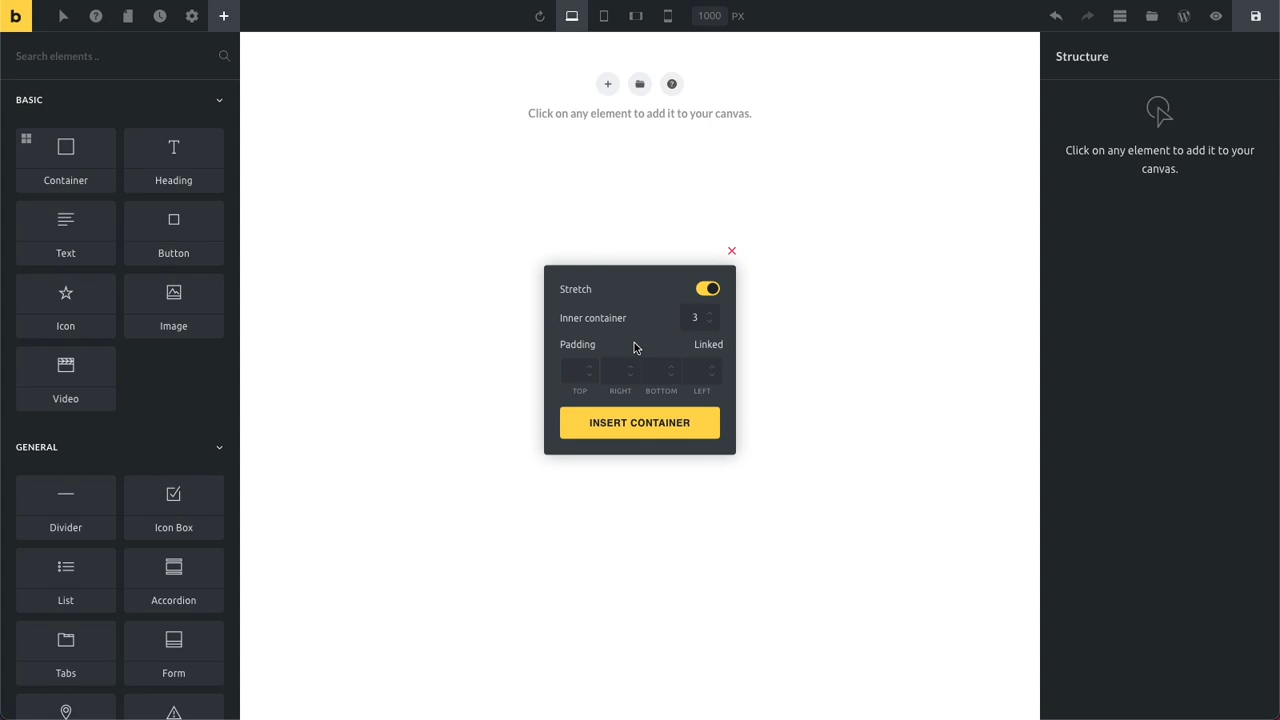 b
1000 PX
Search elements ..
BASIC
Container
Heading
Text
Button
Icon
Image
Video
GENERAL
Divider
Icon Box
List
Accordion
Tabs
Form
Click on any element to add it to your canvas.
Stretch
Inner container 3
Padding Linked
TOP RIGHT BOTTOM LEFT
INSERT CONTAINER
Structure
Click on any element to add it to your
canvas.